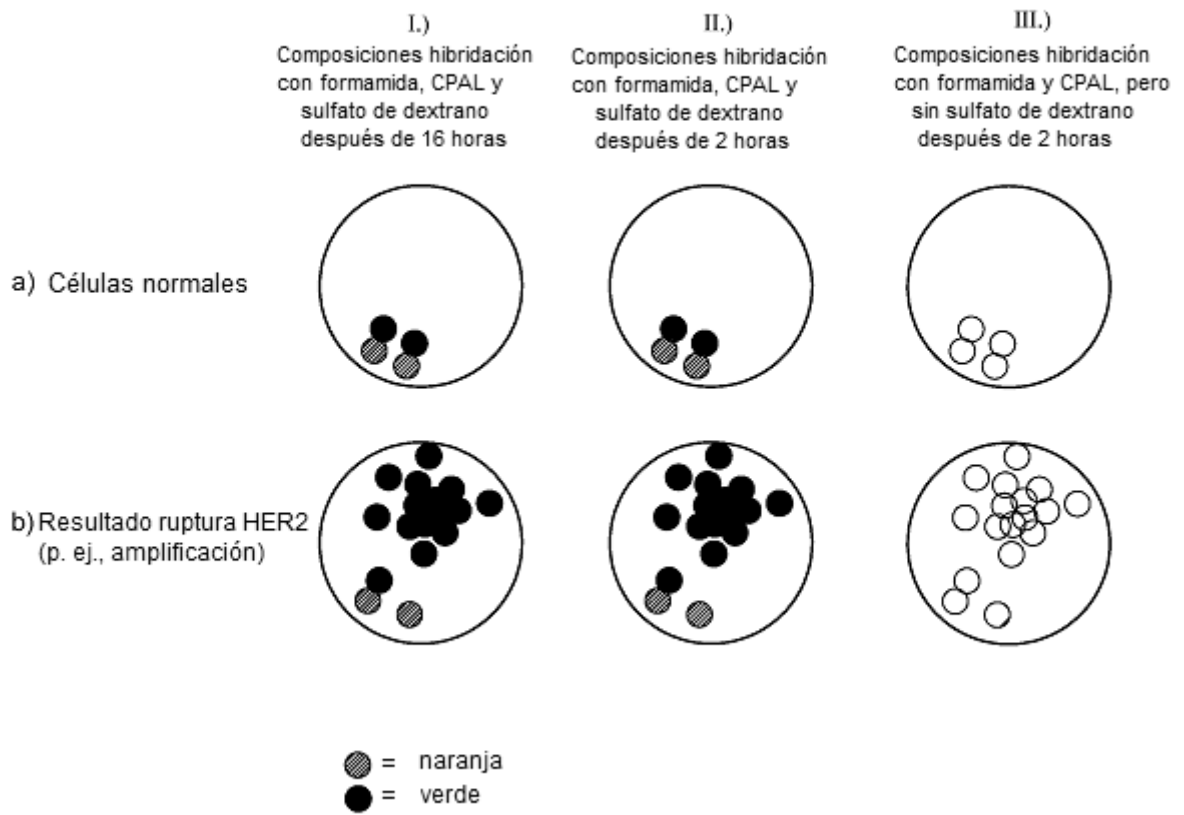 I.)
Composiciones hibridación
con formamida, CPAL y
sulfato de dextrano
después de 16 horas
II.)
Composiciones hibridación
con formamida, CPAL y
sulfato de dextrano
después de 2 horas
III.)
Composiciones hibridación
con formamida y CPAL, pero
sin sulfato de dextrano
después de 2 horas
a) Células normales
b) Resultado ruptura HER2
(p. ej., amplificación)
= naranja
= verde